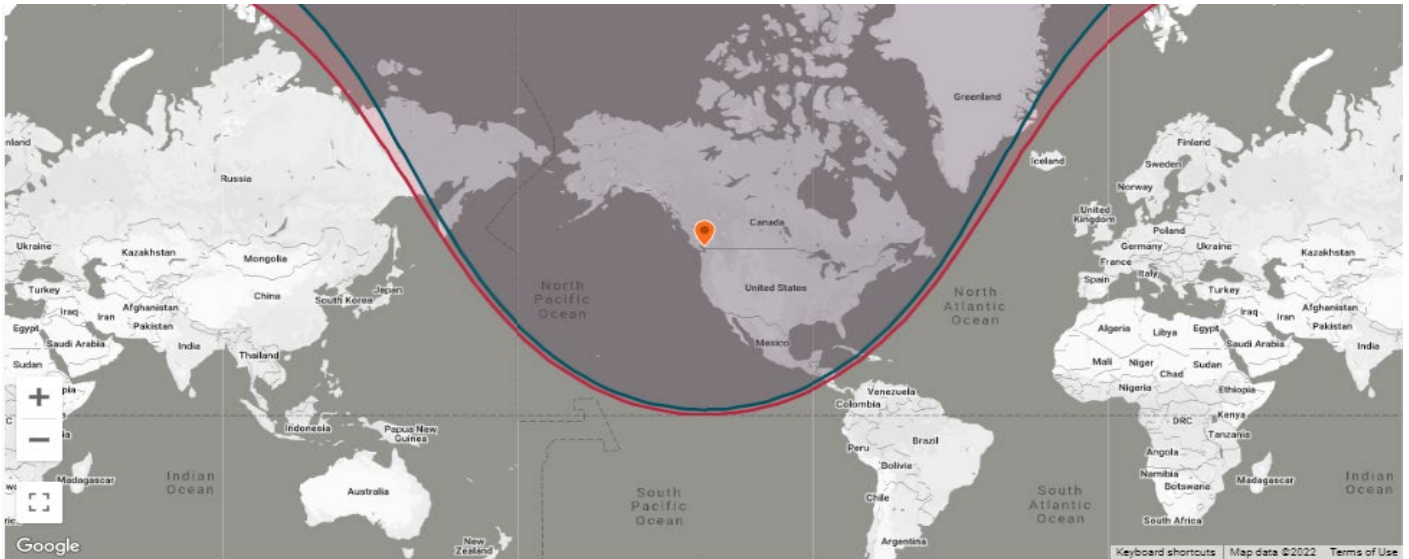 Greenland
Iceland
Finland
Sweden
Norway
nland
Russia
United
Kingdom
Poland
Germany
Ukraine
France
Italy
Spain
Turkey
Kazakhstan
Canada
Ukraine
Kazakhstan
Mongolia
Turkey
China
South Korea
Japan
Afghanistan
Iraq
Iran
Pakistan
Egypt
Saudi Arabia
India
Sudan
Thailand
North
Pacific
Ocean
United States
Mexico
North
Atlantic
Ocean
Algeria
Libya
Egypt
Iraq
Iran
Afghanistan
Pakistan
Saudi Arabia
India
Mali
Niger
Chad
Sudan
Nigeria
Ethiopia
Venezuela
Colombia
DRC
Kenya
Tanzania
Indonesia
Papua New
Guinea
Peru
Brazil
Bolivia
Angola
Namibia
Botswana
Madagascar
Madagascar
Indian
Ocean
Australia
South
Pacific
Ocean
Chile
South
Atlantic
Ocean
Indian
Ocean
South Africa
Argentina
New
Zealand
Google
Keyboard shortcuts
Map data ©2022
Terms of Use